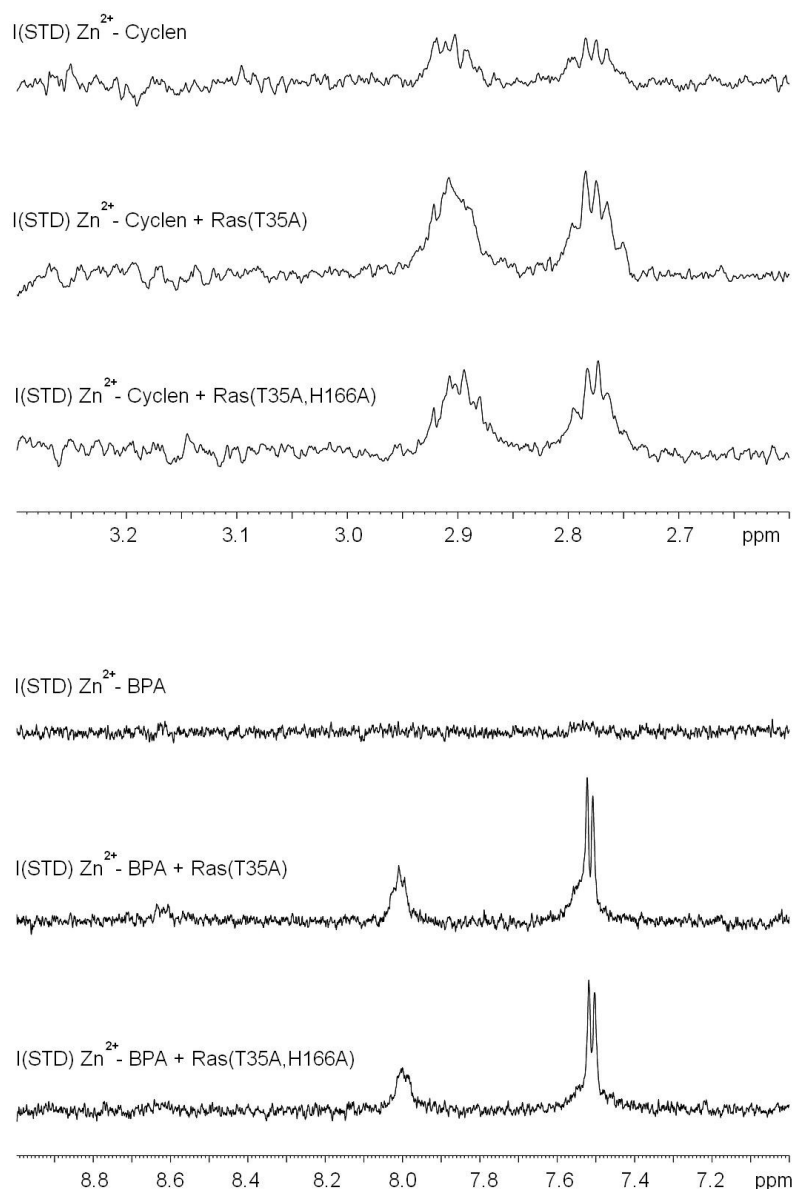 I(STD) Zn²⁺- Cyclen
I(STD) Zn²⁺- Cyclen + Ras(T35A)
I(STD) Zn²⁺- Cyclen + Ras(T35A,H166A)
3.2 3.1 3.0 2.9 2.8 2.7 ppm
I(STD) Zn²⁺- BPA
I(STD) Zn²⁺- BPA + Ras(T35A)
I(STD) Zn²⁺- BPA + Ras(T35A,H166A)
8.8 8.6 8.4 8.2 8.0 7.8 7.6 7.4 7.2 ppm